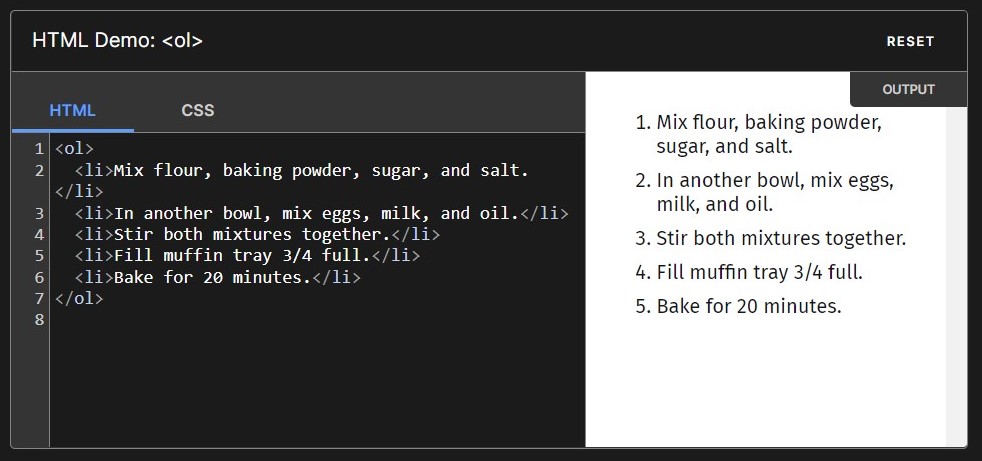 HTML Demo: <ol>
RESET
HTML
CSS
OUTPUT
1 <ol>
2   <li>Mix flour, baking powder, sugar, and salt.
</li>
3   <li>In another bowl, mix eggs, milk, and oil.</li>
4   <li>Stir both mixtures together.</li>
5   <li>Fill muffin tray 3/4 full.</li>
6   <li>Bake for 20 minutes.</li>
7 </ol>
8
1. Mix flour, baking powder,
sugar, and salt.
2. In another bowl, mix eggs,
milk, and oil.
3. Stir both mixtures together.
4. Fill muffin tray 3/4 full.
5. Bake for 20 minutes.